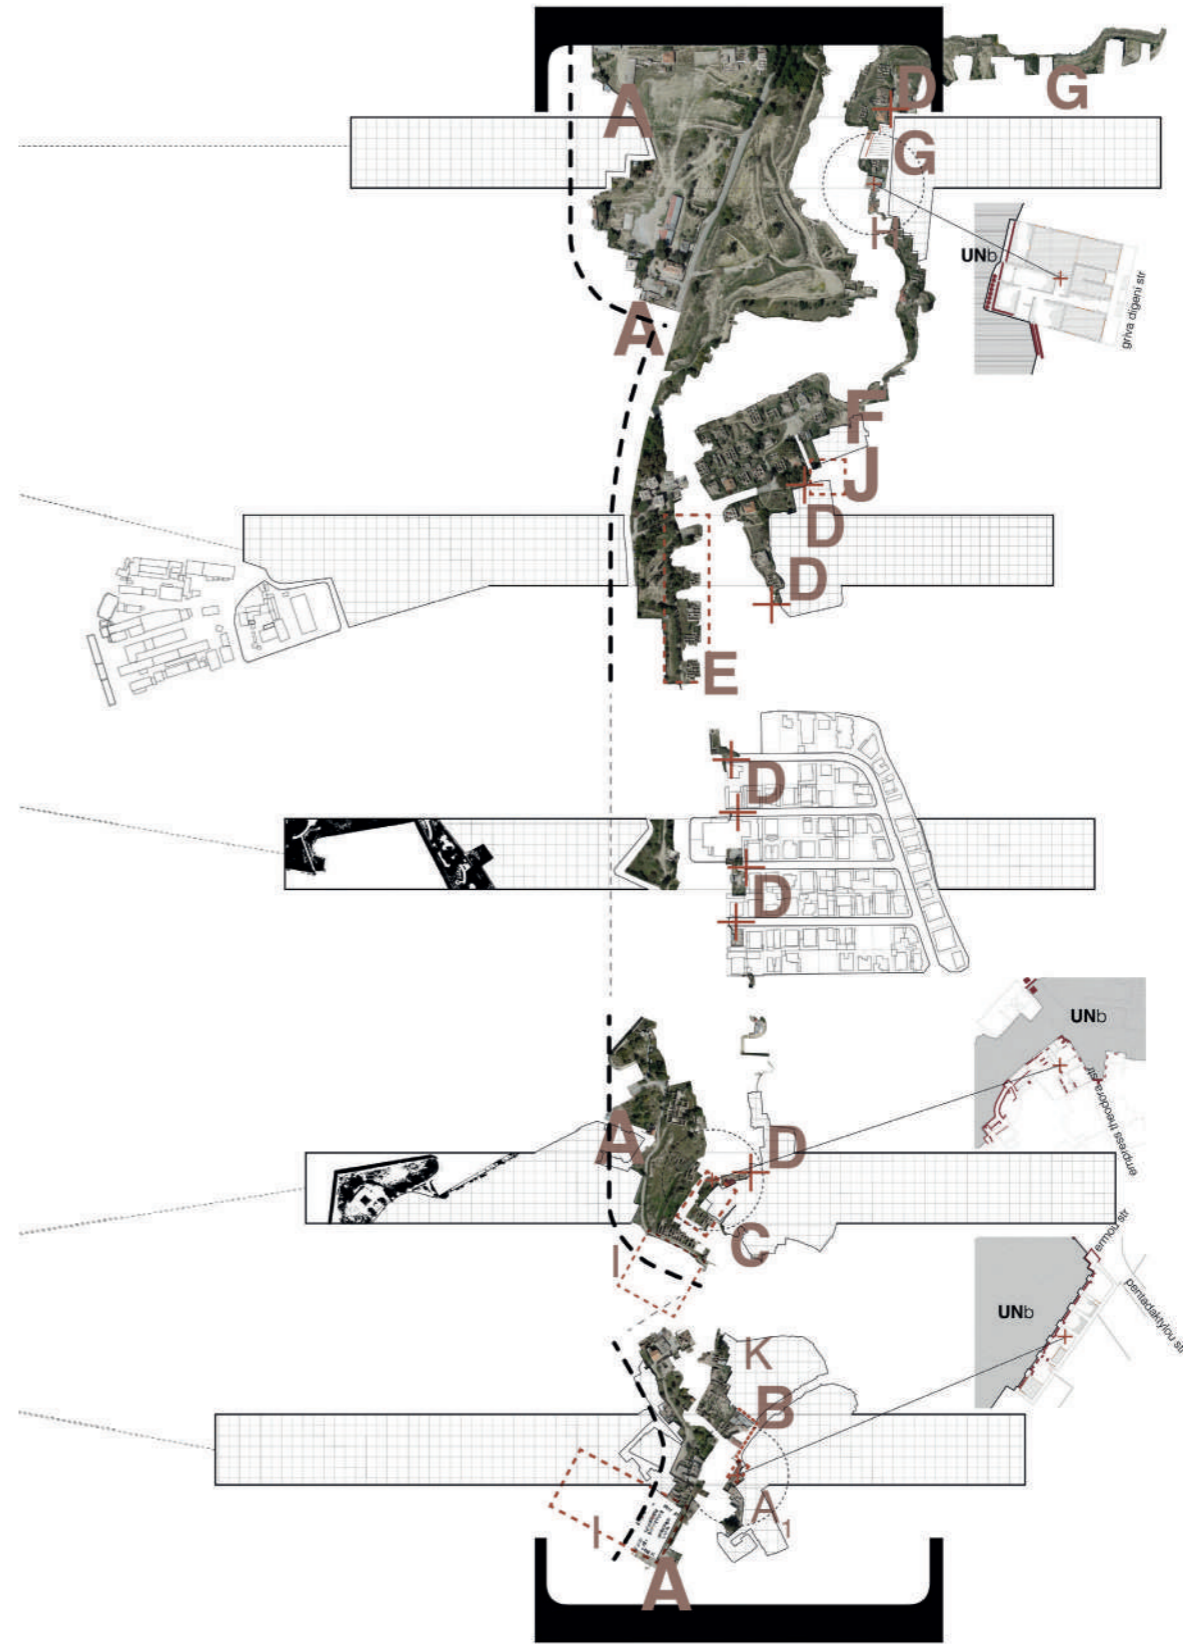 D
A
G
G
H
UNb
griva digeni str
A
F
J
D
D
E
D
D
UNb
empress theodora str
A
D
C
ermou str
I
pentadaktylou str
UNb
K
B
A1
I
A